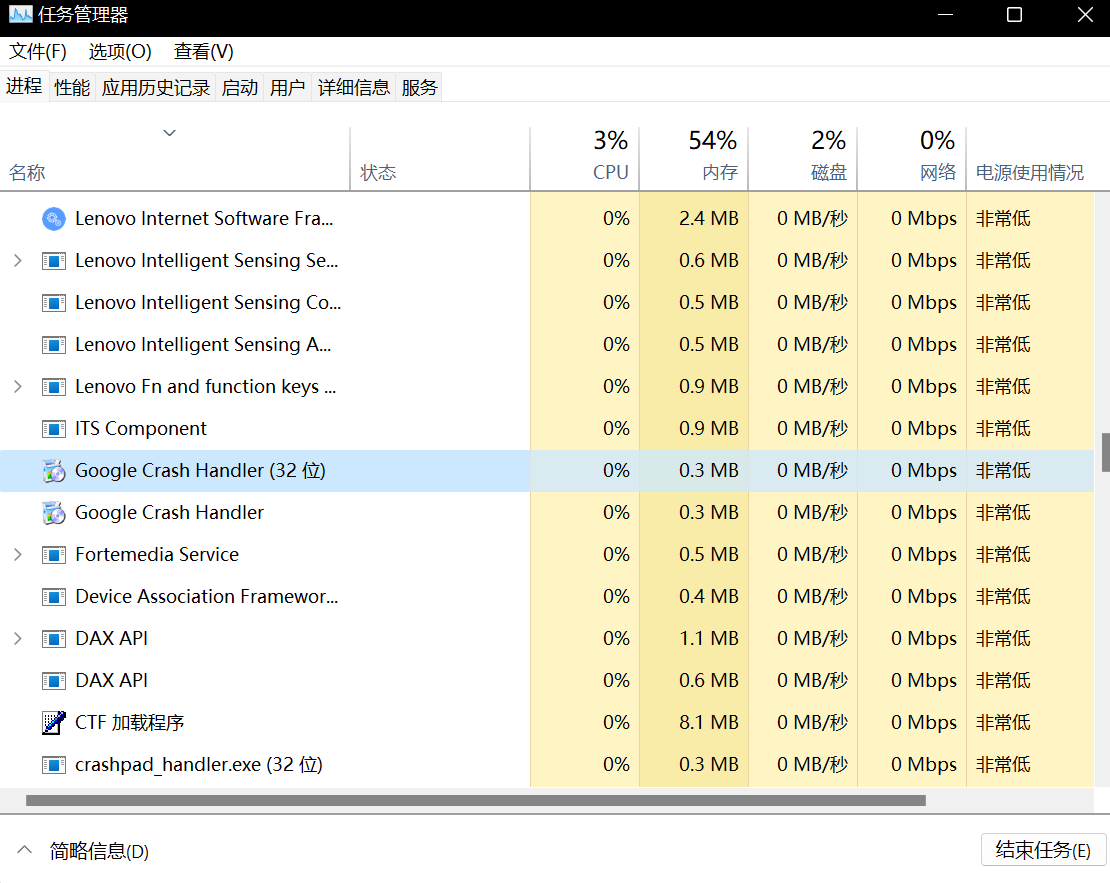 任务管理器
文件(F) 选项(O) 查看(V)
进程 性能 应用历史记录 启动 用户 详细信息 服务
3% 54% 2% 0%
名称 状态 CPU 内存 磁盘 网络 电源使用情况
Lenovo Internet Software Fra... 0% 2.4 MB 0 MB/秒 0 Mbps 非常低
Lenovo Intelligent Sensing Se... 0% 0.6 MB 0 MB/秒 0 Mbps 非常低
Lenovo Intelligent Sensing Co... 0% 0.5 MB 0 MB/秒 0 Mbps 非常低
Lenovo Intelligent Sensing A... 0% 0.5 MB 0 MB/秒 0 Mbps 非常低
Lenovo Fn and function keys ... 0% 0.9 MB 0 MB/秒 0 Mbps 非常低
ITS Component 0% 0.9 MB 0 MB/秒 0 Mbps 非常低
Google Crash Handler (32 位) 0% 0.3 MB 0 MB/秒 0 Mbps 非常低
Google Crash Handler 0% 0.3 MB 0 MB/秒 0 Mbps 非常低
Fortemedia Service 0% 0.5 MB 0 MB/秒 0 Mbps 非常低
Device Association Framewor... 0% 0.4 MB 0 MB/秒 0 Mbps 非常低
DAX API 0% 1.1 MB 0 MB/秒 0 Mbps 非常低
DAX API 0% 0.6 MB 0 MB/秒 0 Mbps 非常低
CTF 加载程序 0% 8.1 MB 0 MB/秒 0 Mbps 非常低
crashpad_handler.exe (32 位) 0% 0.3 MB 0 MB/秒 0 Mbps 非常低
简略信息(D) 结束任务(E)